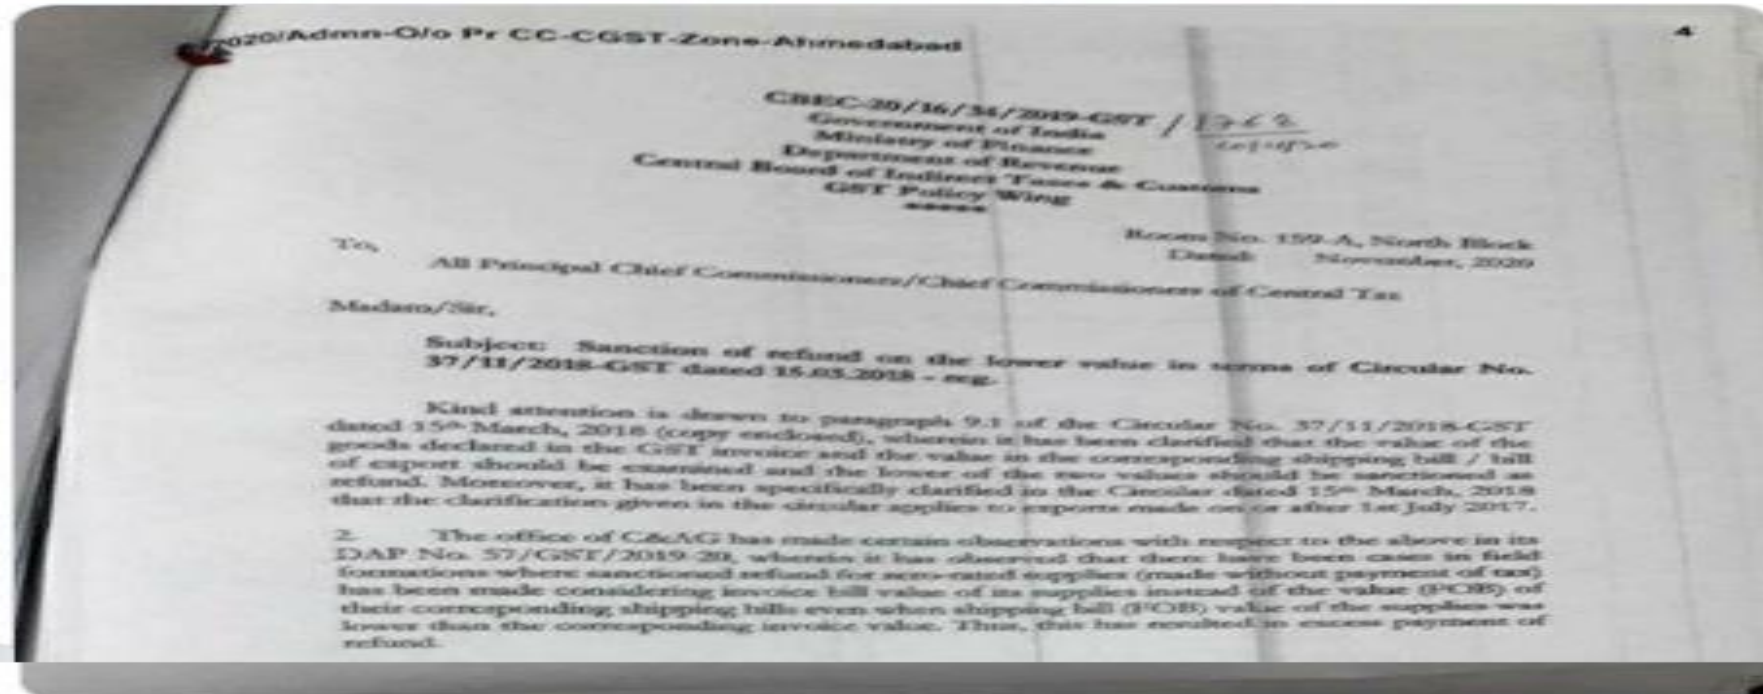 2020/Admn-O/o Pr CC-CGST-Zone-Ahmedabad
4
CBEC-20/16/34/2019-GST / 1762
Government of India
Ministry of Finance
Department of Revenue
Central Board of Indirect Taxes & Customs
GST Policy Wing
*****
Room No. 159-A, North Block
Dated: November, 2020
To,
All Principal Chief Commissioners/Chief Commissioners of Central Tax
Madam/Sir,
Subject: Sanction of refund on the lower value in terms of Circular No.
37/11/2018-GST dated 15.03.2018 - reg.
Kind attention is drawn to paragraph 9.1 of the Circular No. 37/11/2018-GST
dated 15th March, 2018 (copy enclosed), wherein it has been clarified that the value of the
goods declared in the GST invoice and the value in the corresponding shipping bill / bill
of export should be examined and the lower of the two values should be sanctioned as
refund. Moreover, it has been specifically clarified in the Circular dated 15th March, 2018
that the clarification given in the circular applies to exports made on or after 1st July 2017.
2. The office of C&AG has made certain observations with respect to the above in its
DAP No. 57/GST/2019-20, wherein it has observed that there have been cases in field
formations where sanctioned refund for zero-rated supplies (made without payment of tax)
has been made considering invoice bill value of its supplies instead of the value (FOB) of
their corresponding shipping bills even when shipping bill (FOB) value of the supplies was
lower than the corresponding invoice value. Thus, this has resulted in excess payment of
refund.